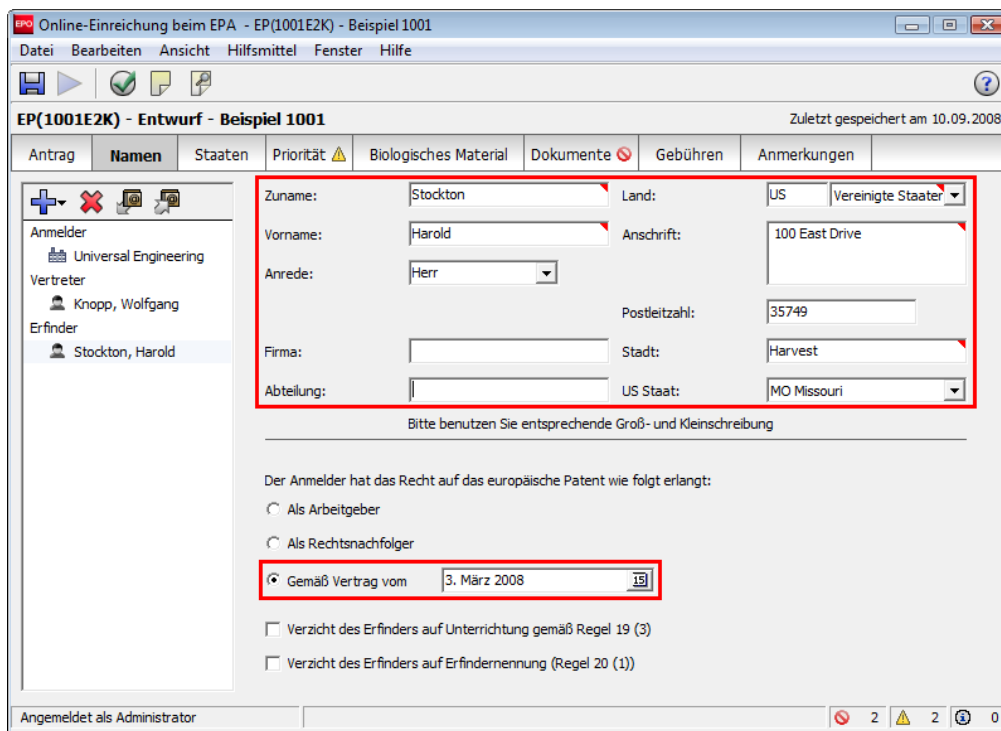 EPO Online-Einreichung beim EPA - EP(1001E2K) - Beispiel 1001
Datei Bearbeiten Ansicht Hilfsmittel Fenster Hilfe
EP(1001E2K) - Entwurf - Beispiel 1001 Zuletzt gespeichert am 10.09.2008
Antrag Namen Staaten Priorität Biologisches Material Dokumente Gebühren Anmerkungen
Anmelder
Universal Engineering
Vertreter
Knopp, Wolfgang
Erfinder
Stockton, Harold
Zuname: Stockton Land: US Vereinigte Staater
Vorname: Harold Anschrift: 100 East Drive
Anrede: Herr
Postleitzahl: 35749
Firma: Stadt: Harvest
Abteilung: US Staat: MO Missouri
Bitte benutzen Sie entsprechende Groß- und Kleinschreibung
Der Anmelder hat das Recht auf das europäische Patent wie folgt erlangt:
Als Arbeitgeber
Als Rechtsnachfolger
Gemäß Vertrag vom 3. März 2008 15
Verzicht des Erfinders auf Unterrichtung gemäß Regel 19 (3)
Verzicht des Erfinders auf Erfindernennung (Regel 20 (1))
Angemeldet als Administrator 2 2 0